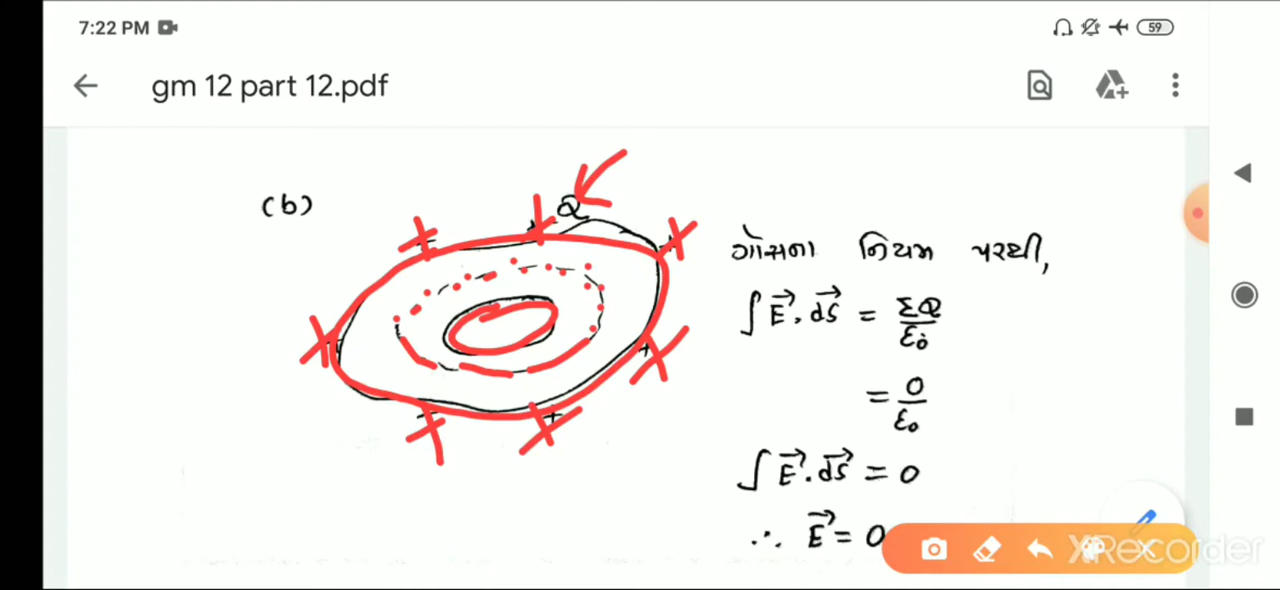 7:22 PM
59
gm 12 part 12.pdf
(b)
Q
ગૉસના નિયમ પરથી,
∫ E⃗ . dS⃗ = ΣQ/ε₀
= 0/ε₀
∫ E⃗ . dS⃗ = 0
∴ E⃗ = 0
XRecorder